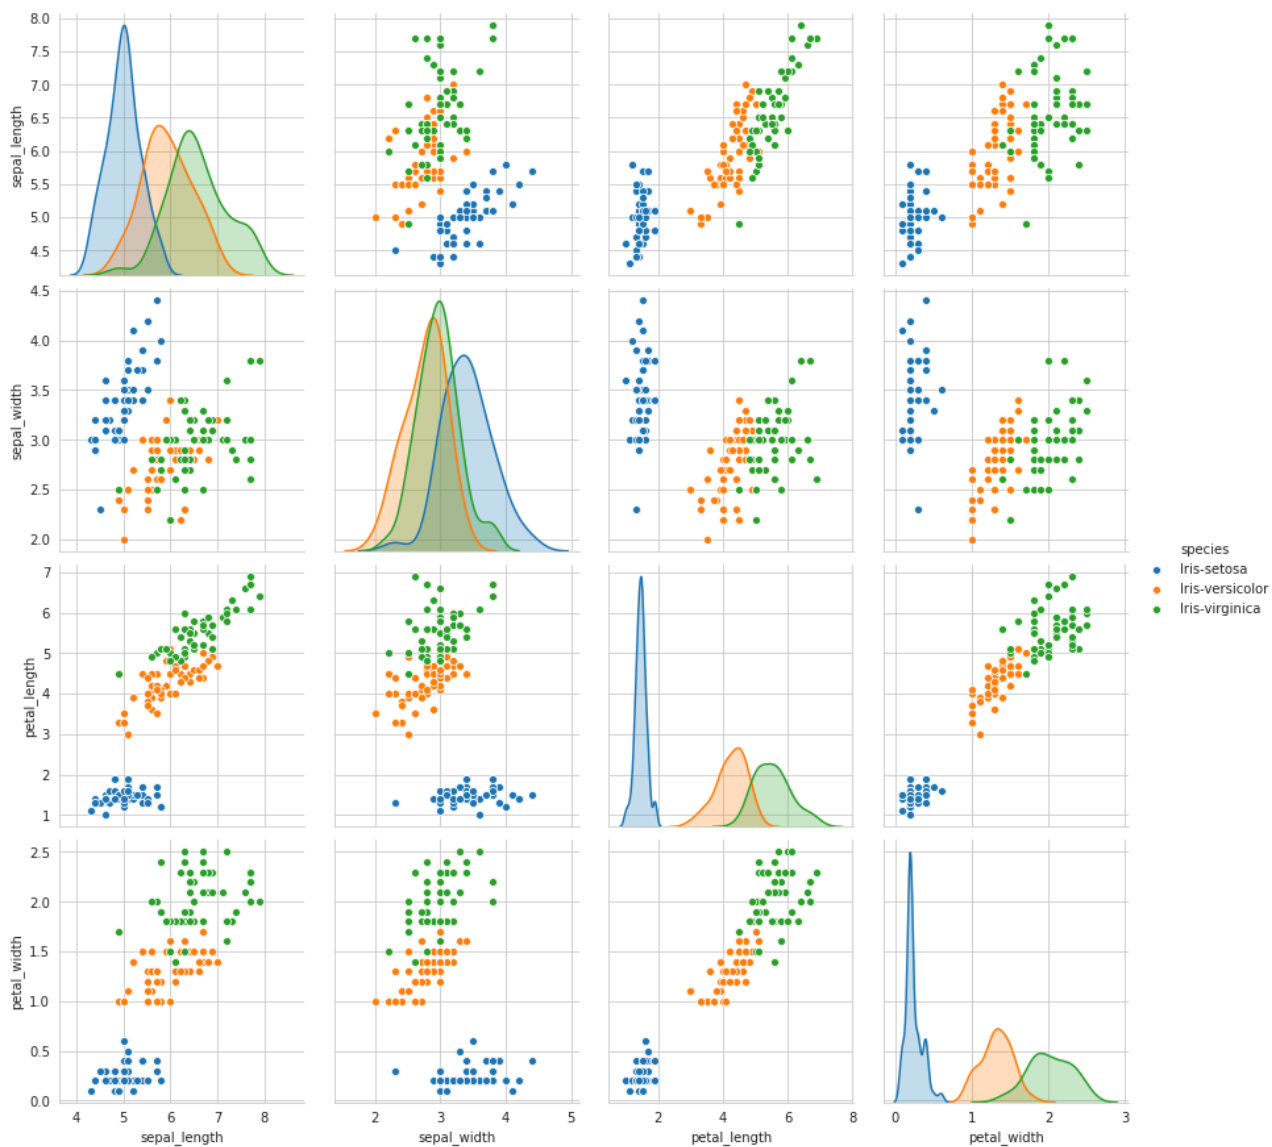 8.0
7.5
7.0
6.5
6.0
5.5
5.0
4.5
sepal_length
4.5
4.0
3.5
3.0
2.5
2.0
sepal_width
7
6
5
4
3
2
1
petal_length
2.5
2.0
1.5
1.0
0.5
0.0
petal_width
4 5 6 7 8
sepal_length
2 3 4 5
sepal_width
2 4 6 8
petal_length
0 1 2 3
petal_width
species
Iris-setosa
Iris-versicolor
Iris-virginica